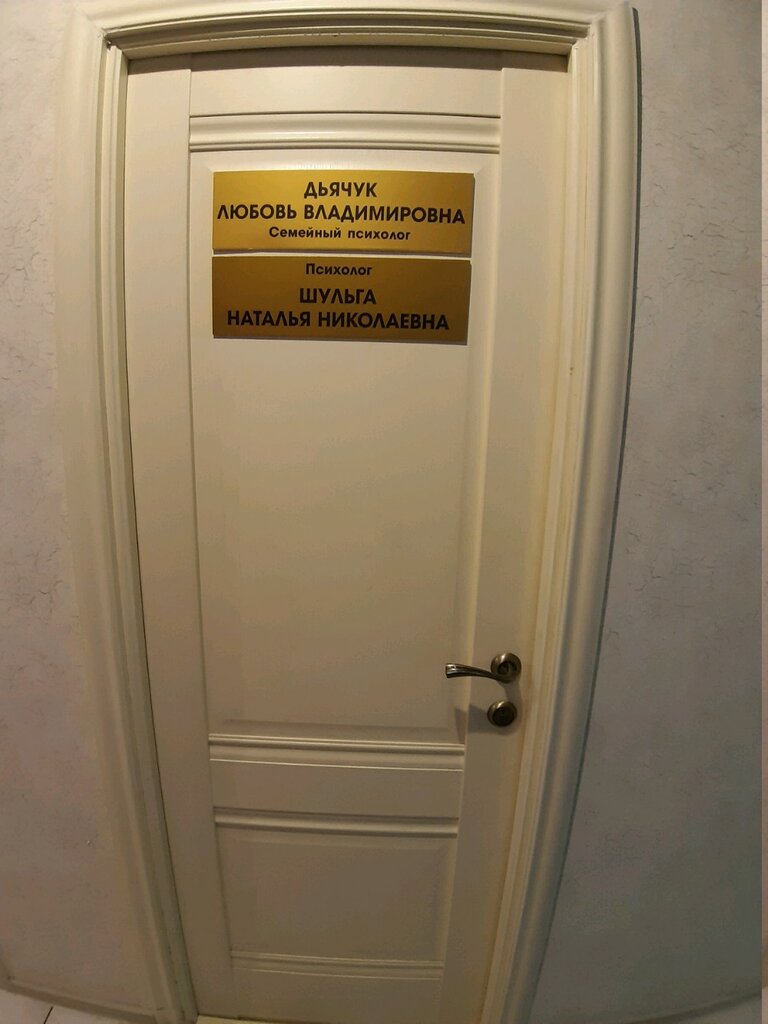 ДЬЯЧУК
ЛЮБОВЬ ВЛАДИМИРОВНА
Семейный психолог
Психолог
ШУЛЬГА
НАТАЛЬЯ НИКОЛАЕВНА